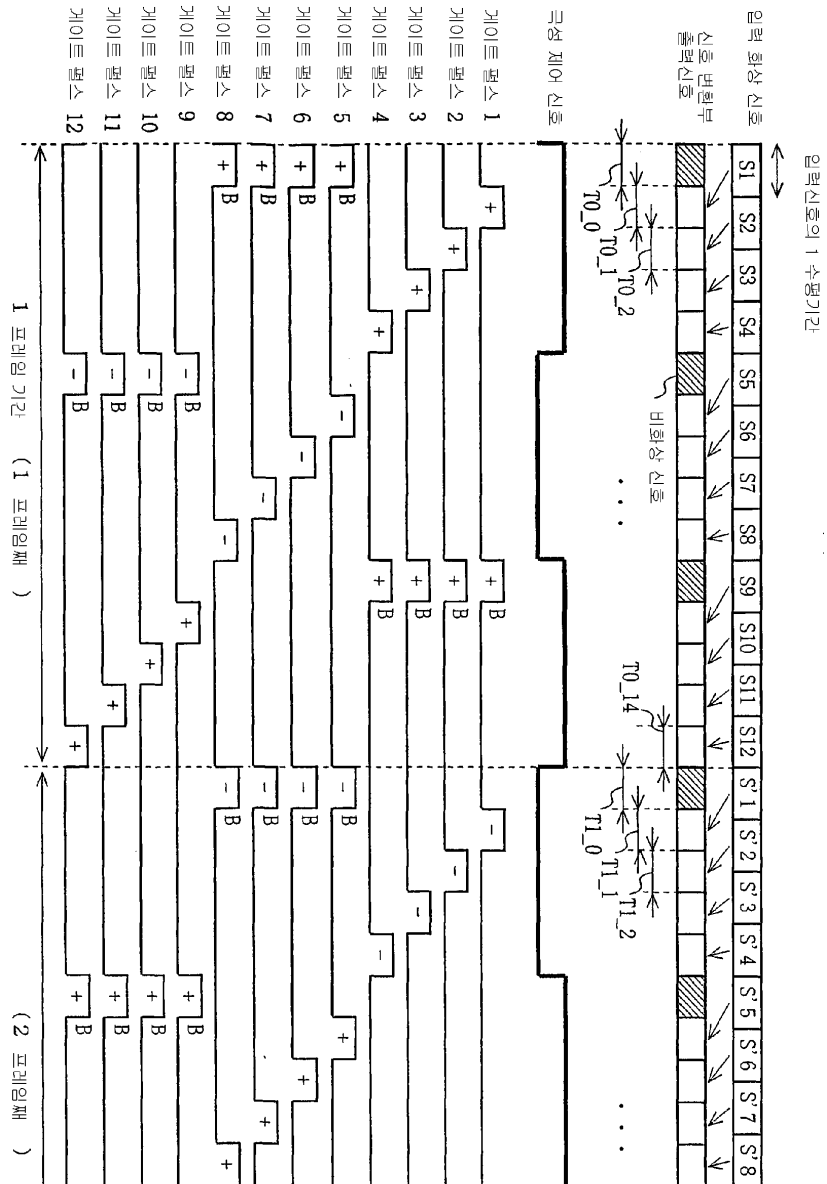 입력신호의 1 수평기간
입력 화상 신호 S1 S2 S3 S4 S5 S6 S7 S8 S9 S10 S11 S12 S'1 S'2 S'3 S'4 S'5 S'6 S'7 S'8
신호 변환부
출력신호
비화상 신호
T0_0 T0_1 T0_2 ··· T0_14 T1_0 T1_1 T1_2 ···
극성 제어 신호
게이트 펄스 1 + + B -
게이트 펄스 2 + + B -
게이트 펄스 3 + + B -
게이트 펄스 4 + + B -
게이트 펄스 5 + B - - B +
게이트 펄스 6 + B - - B +
게이트 펄스 7 + B - - B +
게이트 펄스 8 + B - - B +
게이트 펄스 9 - B + + B
게이트 펄스 10 - B + + B
게이트 펄스 11 - B + + B
게이트 펄스 12 - B + + B
1 프레임 기간 (1 프레임째 ) (2 프레임째 )